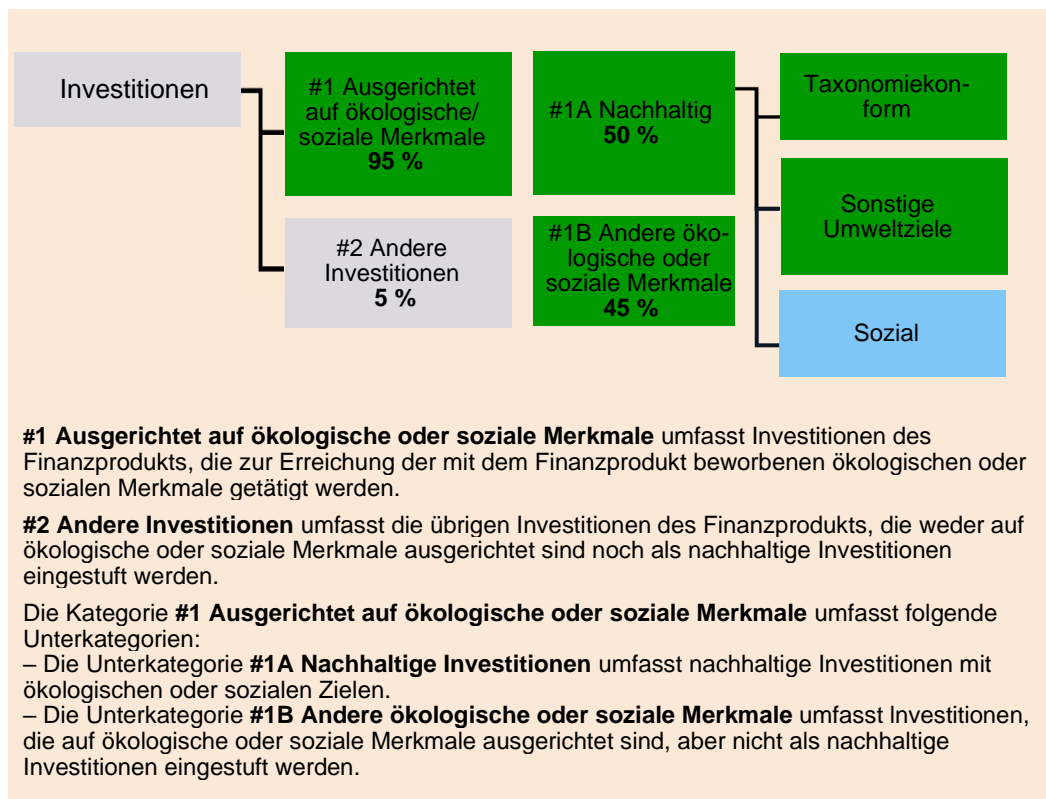 Investitionen
#1 Ausgerichtet
auf ökologische/
soziale Merkmale
95 %
#2 Andere
Investitionen
5 %
#1A Nachhaltig
50 %
#1B Andere öko-
logische oder
soziale Merkmale
45 %
Taxonomiekon-
form
Sonstige
Umweltziele
Sozial
#1 Ausgerichtet auf ökologische oder soziale Merkmale umfasst Investitionen des
Finanzprodukts, die zur Erreichung der mit dem Finanzprodukt beworbenen ökologischen oder
sozialen Merkmale getätigt werden.
#2 Andere Investitionen umfasst die übrigen Investitionen des Finanzprodukts, die weder auf
ökologische oder soziale Merkmale ausgerichtet sind noch als nachhaltige Investitionen
eingestuft werden.
Die Kategorie #1 Ausgerichtet auf ökologische oder soziale Merkmale umfasst folgende
Unterkategorien:
– Die Unterkategorie #1A Nachhaltige Investitionen umfasst nachhaltige Investitionen mit
ökologischen oder sozialen Zielen.
– Die Unterkategorie #1B Andere ökologische oder soziale Merkmale umfasst Investitionen,
die auf ökologische oder soziale Merkmale ausgerichtet sind, aber nicht als nachhaltige
Investitionen eingestuft werden.